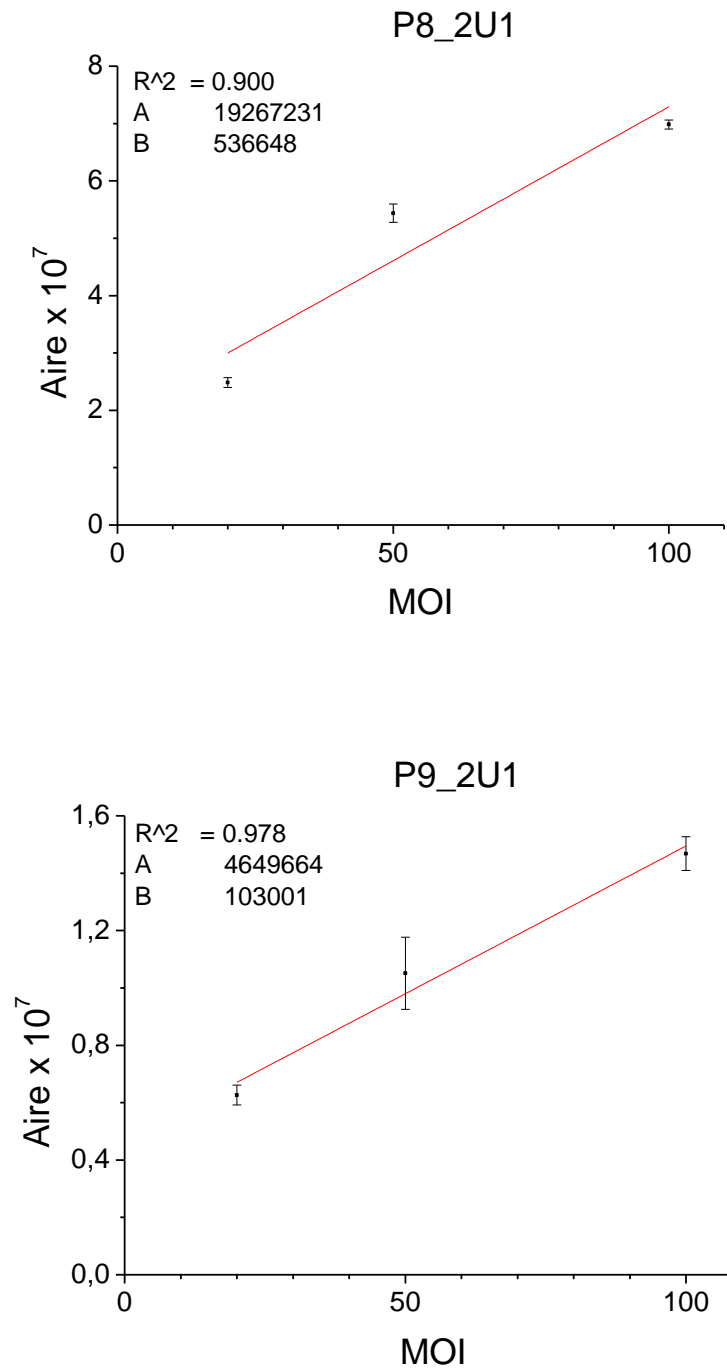 P8_2U1
R^2 = 0.900
A 19267231
B 536648
8
6
4
2
0
Aire x 10^7
0 50 100
MOI
P9_2U1
R^2 = 0.978
A 4649664
B 103001
1,6
1,2
0,8
0,4
0,0
Aire x 10^7
0 50 100
MOI